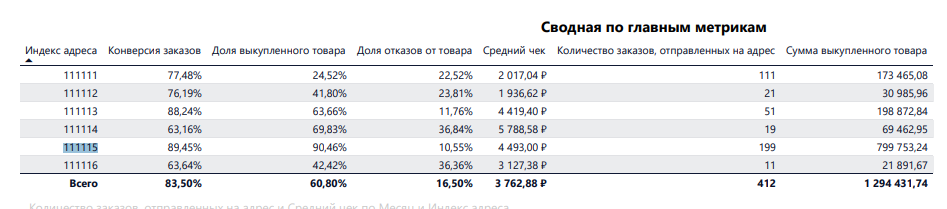 Сводная по главным метрикам
Индекс адреса Конверсия заказов Доля выкупленного товара Доля отказов от товара Средний чек Количество заказов, отправленных на адрес Сумма выкупленного товара
111111 77,48% 24,52% 22,52% 2 017,04 ₽ 111 173 465,08
111112 76,19% 41,80% 23,81% 1 936,62 ₽ 21 30 985,96
111113 88,24% 63,66% 11,76% 4 419,40 ₽ 51 198 872,84
111114 63,16% 69,83% 36,84% 5 788,58 ₽ 19 69 462,95
111115 89,45% 90,46% 10,55% 4 493,00 ₽ 199 799 753,24
111116 63,64% 42,42% 36,36% 3 127,38 ₽ 11 21 891,67
Всего 83,50% 60,80% 16,50% 3 762,88 ₽ 412 1 294 431,74
Количество заказов, отправленных на адрес и Средний чек по Месяц и Индекс адреса